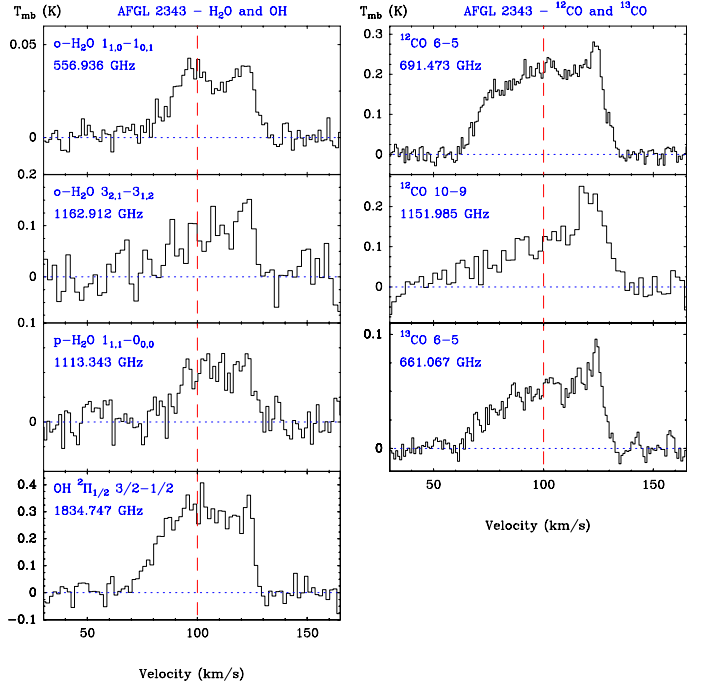 T_mb (K) AFGL 2343 – H₂O and OH
0.05
o–H₂O 1₁,₀–1₀,₁
556.936 GHz
0
0.2
o–H₂O 3₂,₁–3₁,₂
1162.912 GHz
0.1
0
0.1
p–H₂O 1₁,₁–0₀,₀
1113.343 GHz
0
OH ²Π₁/₂ 3/2–1/2
1834.747 GHz
0.4
0.3
0.2
0.1
0
−0.1
50 100 150
Velocity (km/s)
T_mb (K) AFGL 2343 – ¹²CO and ¹³CO
0.3
¹²CO 6–5
691.473 GHz
0.2
0.1
0
¹²CO 10–9
1151.985 GHz
0.2
0.1
0
0.1
¹³CO 6–5
661.067 GHz
0
50 100 150
Velocity (km/s)